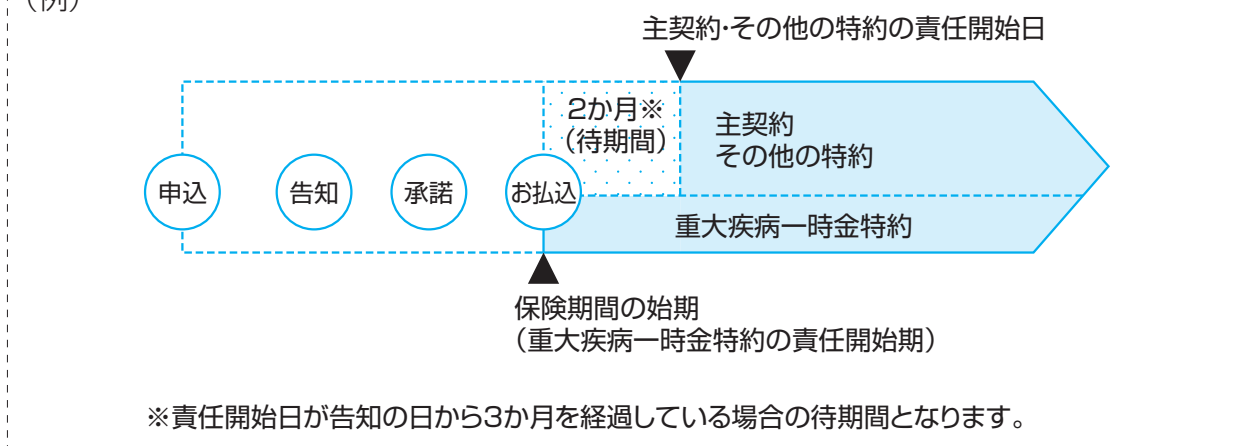 (例)
主契約・その他の特約の責任開始日
2か月※
(待期間)
主契約
その他の特約
申込
告知
承諾
お払込
重大疾病一時金特約
保険期間の始期
(重大疾病一時金特約の責任開始期)
※責任開始日が告知の日から3か月を経過している場合の待期間となります。